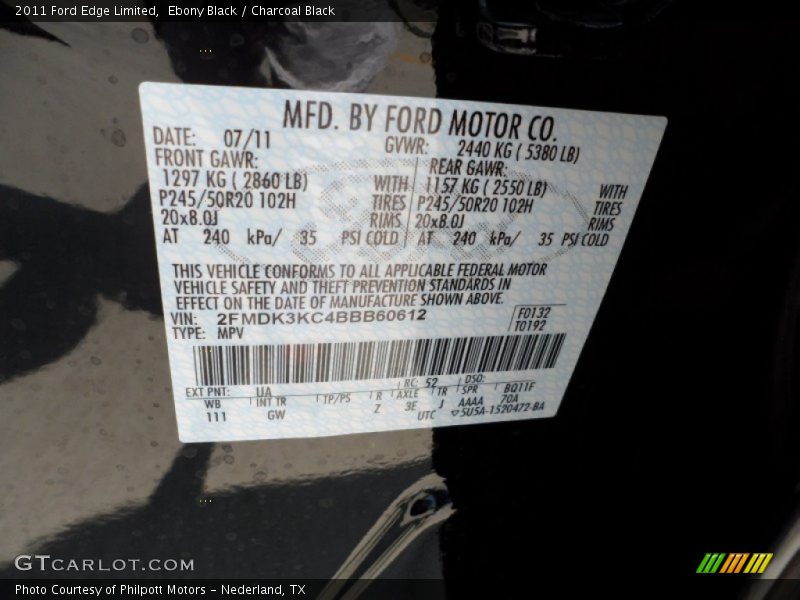 2011 Ford Edge Limited, Ebony Black / Charcoal Black
MFD. BY FORD MOTOR CO.
DATE: 07/11 GVWR: 2440 KG ( 5380 LB)
FRONT GAWR: REAR GAWR:
1297 KG ( 2860 LB) WITH 1157 KG ( 2550 LB) WITH
P245/50R20 102H TIRES P245/50R20 102H TIRES
20x8.0J RIMS 20x8.0J RIMS
AT 240 kPa/ 35 PSI COLD AT 240 kPa/ 35 PSI COLD
THIS VEHICLE CONFORMS TO ALL APPLICABLE FEDERAL MOTOR
VEHICLE SAFETY AND THEFT PREVENTION STANDARDS IN
EFFECT ON THE DATE OF MANUFACTURE SHOWN ABOVE.
VIN: 2FMDK3KC4BBB60612 F0132
TYPE: MPV T0192
EXT PNT: UA RC: 52 DSO:
WB INT TR TP/PS R AXLE TR SPR BQ11F
111 GW Z 3E J AAAA 70A
UTC ▽5U5A-1520472-BA
GTCARLOT.COM
Photo Courtesy of Philpott Motors - Nederland, TX